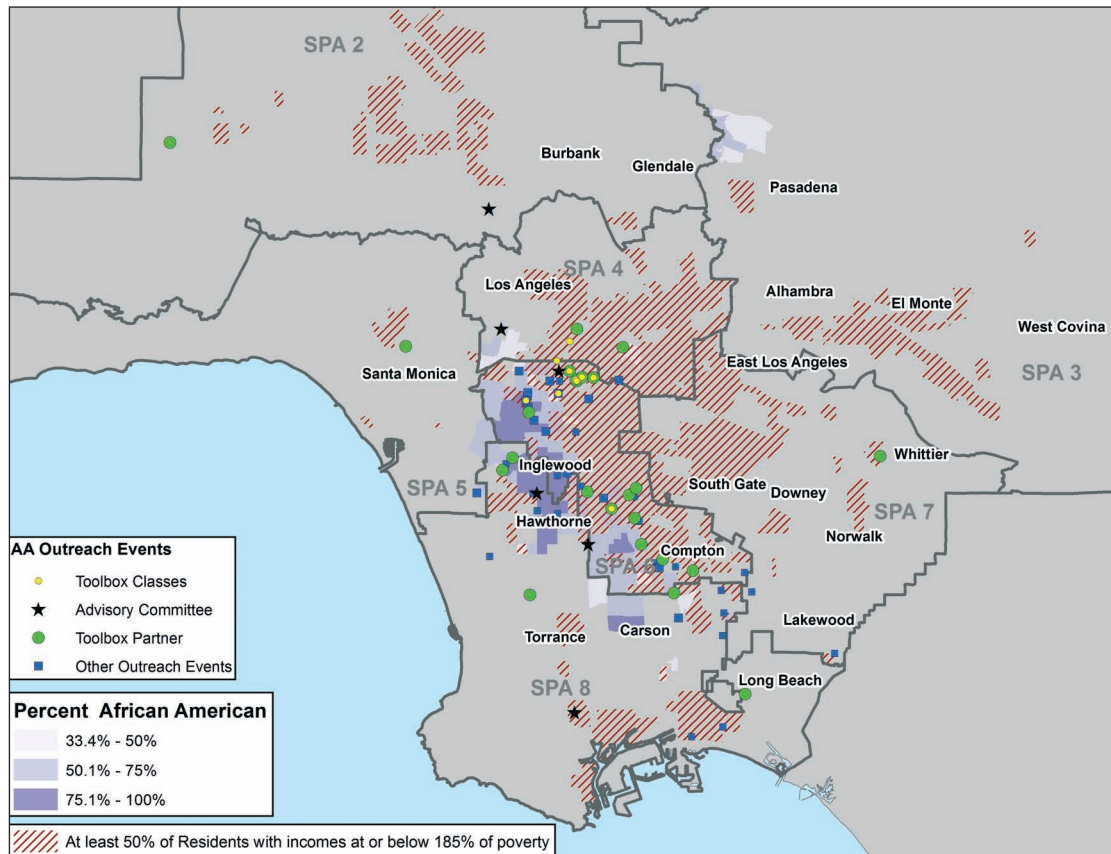 SPA 2
Burbank
Glendale
Pasadena
SPA 4
Los Angeles
Alhambra
El Monte
West Covina
East Los Angeles
Santa Monica
SPA 3
Inglewood
SPA 5
South Gate
Whittier
Downey
SPA 7
Hawthorne
Norwalk
Compton
SPA 6
Torrance
Carson
Lakewood
SPA 8
Long Beach
AA Outreach Events
Toolbox Classes
Advisory Committee
Toolbox Partner
Other Outreach Events
Percent African American
33.4% - 50%
50.1% - 75%
75.1% - 100%
At least 50% of Residents with incomes at or below 185% of poverty